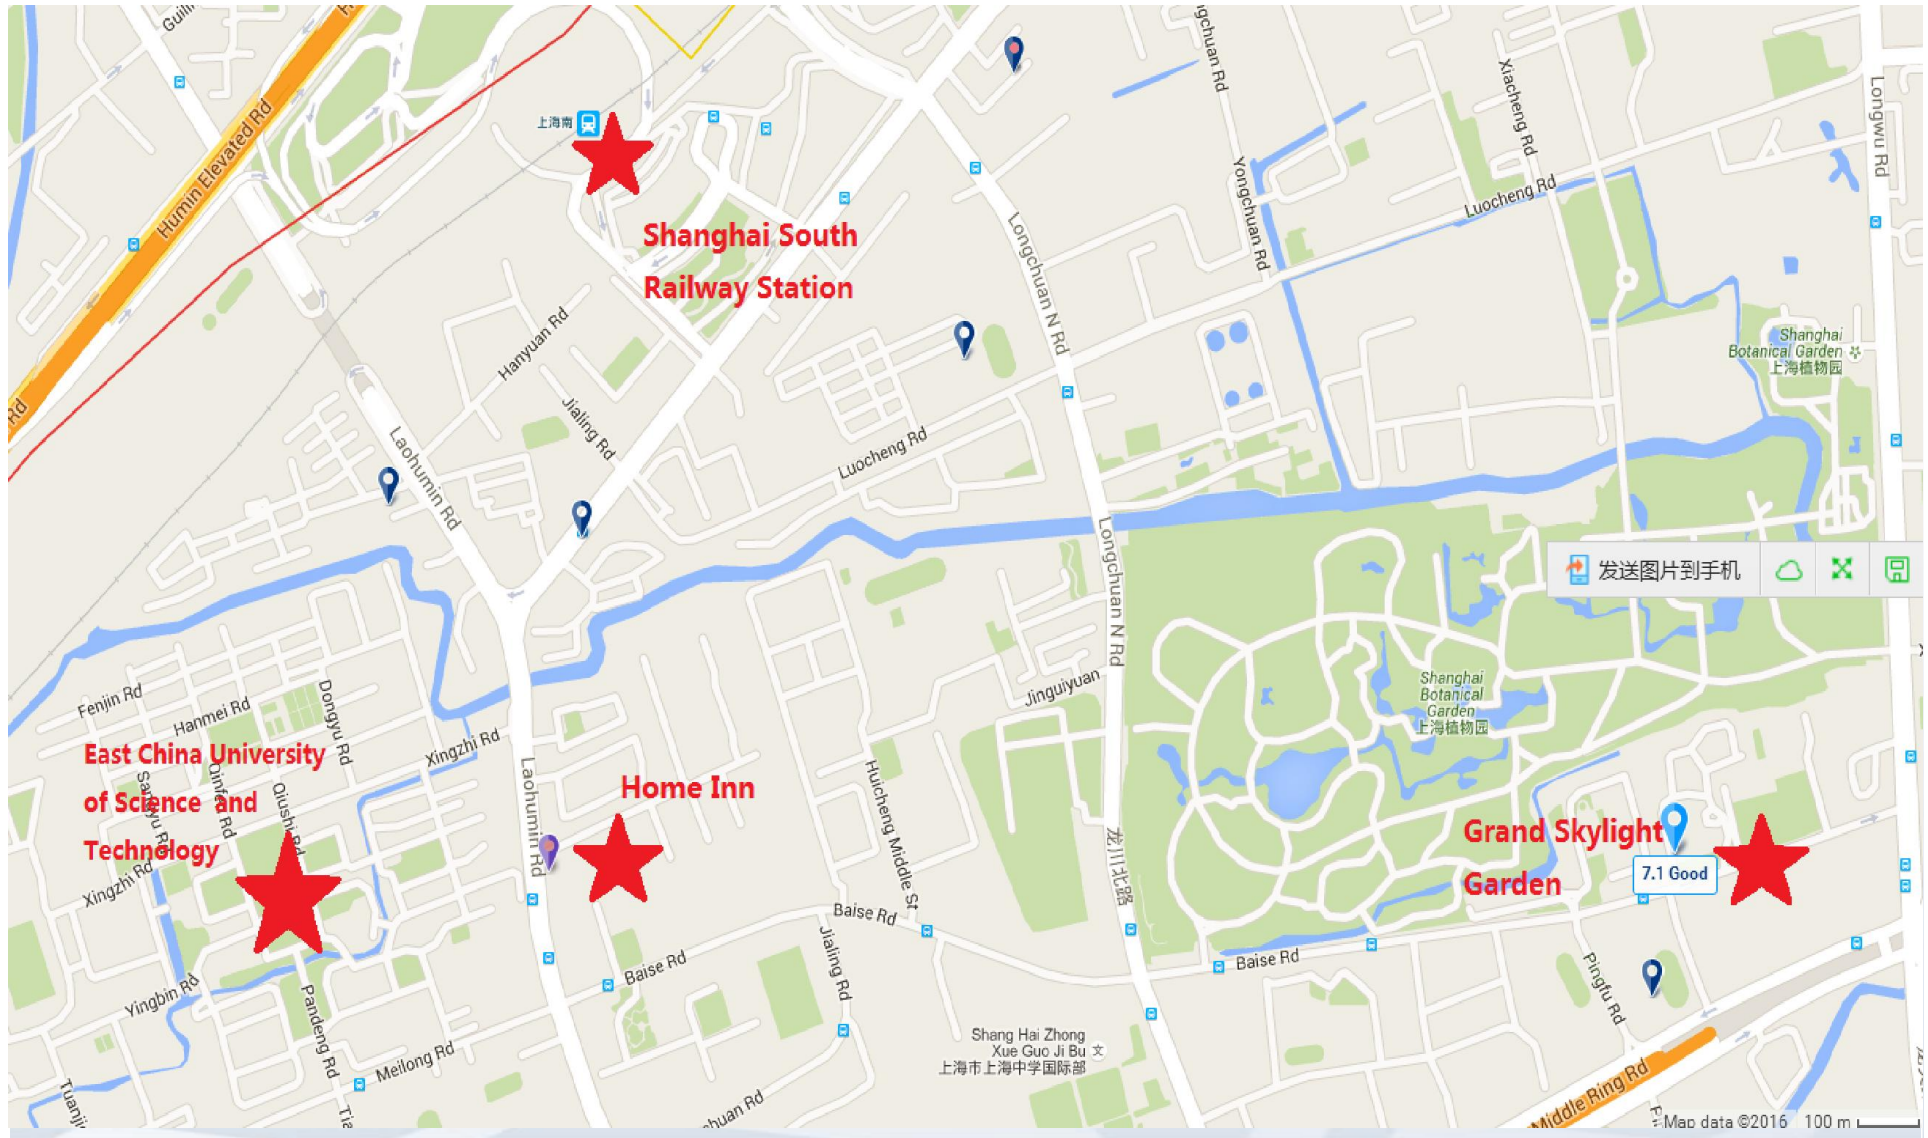 Humin Elevated Rd
上海南
Shanghai South
Railway Station
Longchuan N Rd
Yongchuan Rd
Xiacheng Rd
Luocheng Rd
Longwu Rd
Shanghai
Botanical Garden
上海植物园
Hanyuan Rd
Jialing Rd
Luocheng Rd
Laohumin Rd
Longchuan N Rd
发送图片到手机
Fenjin Rd
Hanmei Rd
Dongyu Rd
Xingzhi Rd
Jinguiyuan
Shanghai
Botanical
Garden
上海植物园
East China University
of Science and
Technology
Qinfen Rd
Qiushi Rd
Xingzhi Rd
Laohumin Rd
Home Inn
Huicheng Middle St
龙川北路
Grand Skylight
Garden
7.1 Good
Baise Rd
Baise Rd
Baise Rd
Jialing Rd
Pingfu Rd
Yingbin Rd
Pandeng Rd
Meilong Rd
Shang Hai Zhong
Xue Guo Ji Bu
文
上海市上海中学国际部
Middle Ring Rd
Map data ©2016
100 m